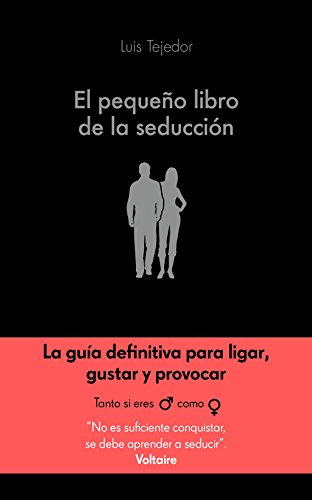 Luis Tejedor
El pequeño libro
de la seducción
La guía definitiva para ligar,
gustar y provocar
Tanto si eres ♂ como ♀
“No es suficiente conquistar,
se debe aprender a seducir”.
Voltaire